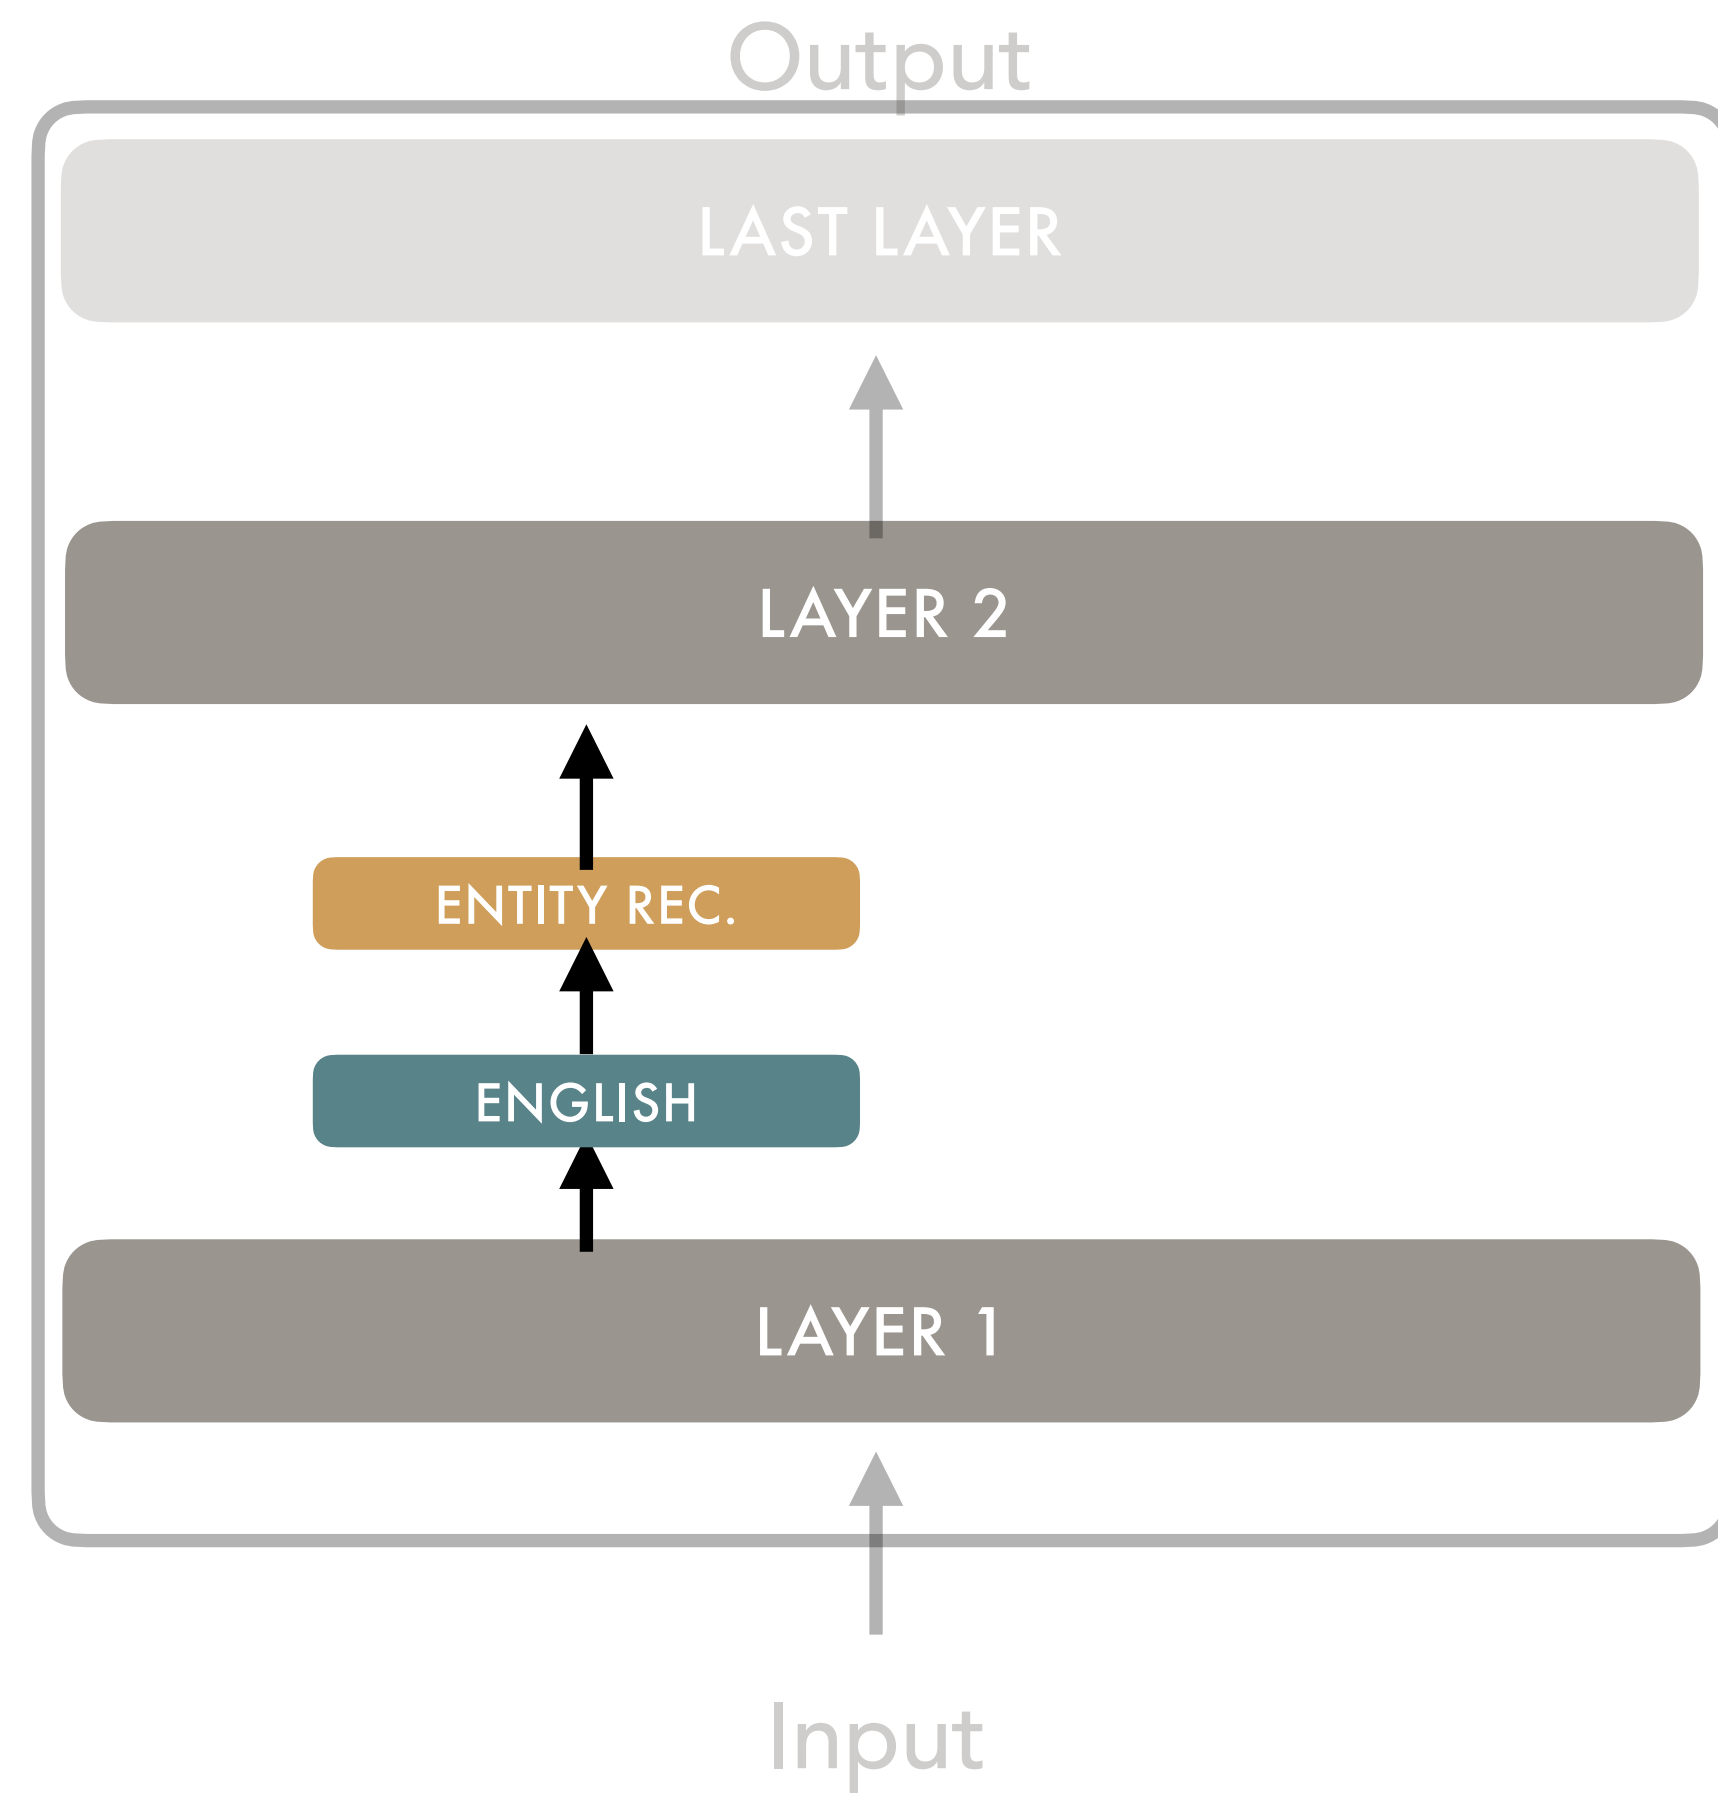 Output
LAST LAYER
LAYER 2
ENTITY REC.
ENGLISH
LAYER 1
Input